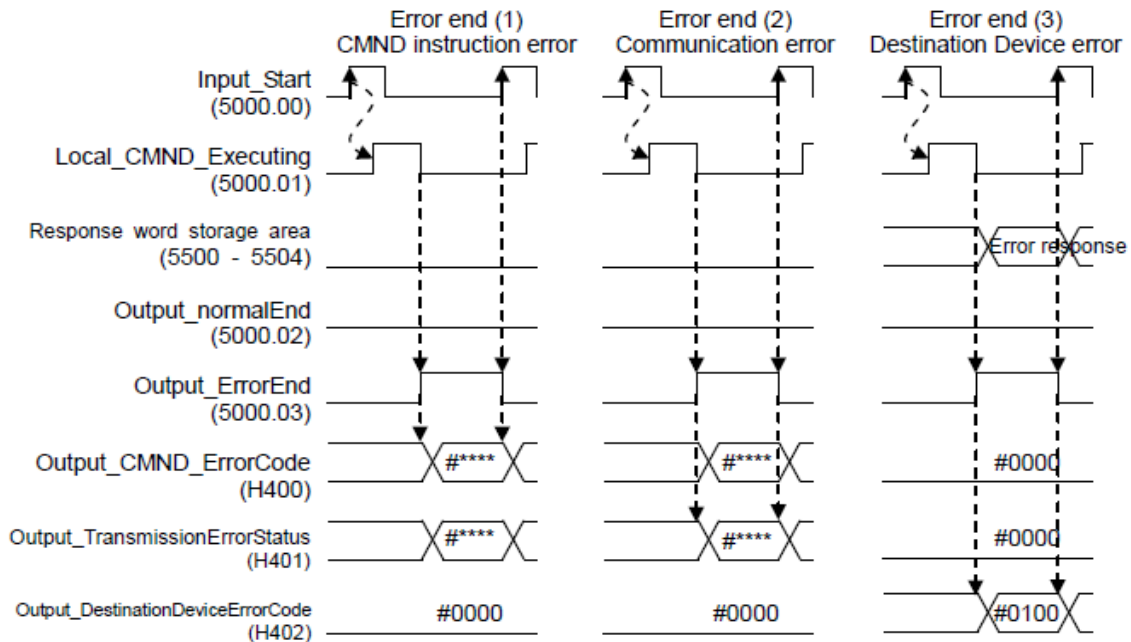 Error end (1)
CMND instruction error
Error end (2)
Communication error
Error end (3)
Destination Device error
Input_Start
(5000.00)
Local_CMND_Executing
(5000.01)
Response word storage area
(5500 - 5504)
Error response
Output_normalEnd
(5000.02)
Output_ErrorEnd
(5000.03)
Output_CMND_ErrorCode
(H400)
#****
#****
#0000
Output_TransmissionErrorStatus
(H401)
#****
#****
#0000
Output_DestinationDeviceErrorCode
(H402)
#0000
#0000
#0100